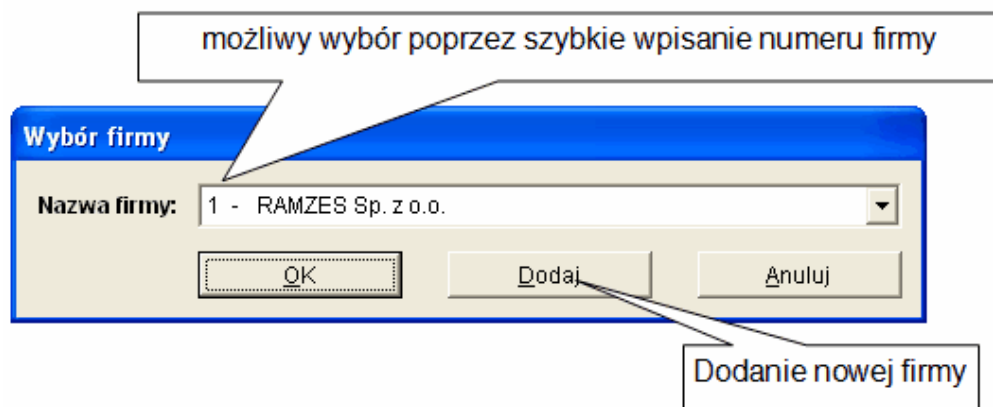 możliwy wybór poprzez szybkie wpisanie numeru firmy
Wybór firmy
Nazwa firmy: 1 - RAMZES Sp. z o.o.
OK Dodaj Anuluj
Dodanie nowej firmy